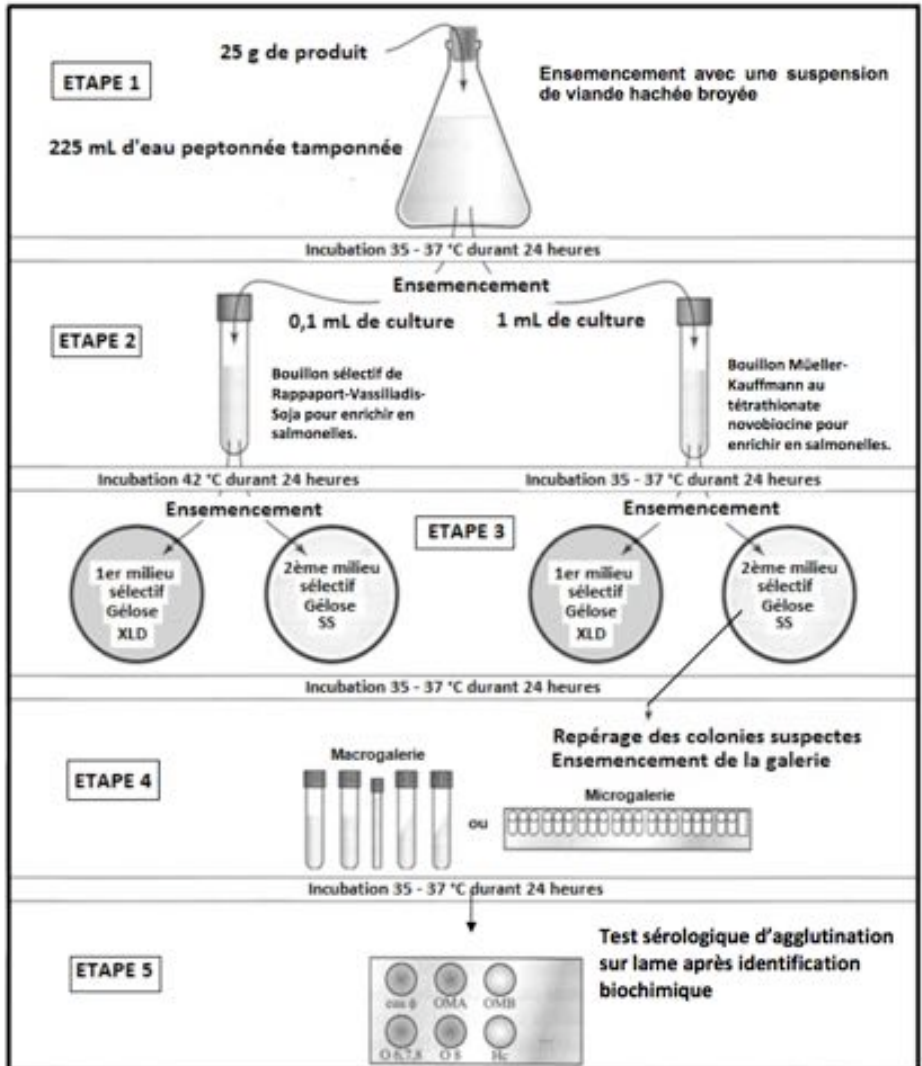 25 g de produit
ETAPE 1
Ensemencement avec une suspension
de viande hachée broyée
225 mL d'eau peptonnée tamponnée
Incubation 35 - 37 °C durant 24 heures
Ensemencement
0,1 mL de culture
1 mL de culture
ETAPE 2
Bouillon sélectif de
Rappaport-Vassiliadis-
Soja pour enrichir en
salmonelles.
Bouillon Müeller-
Kauffmann au
tétrathionate
novobiocine pour
enrichir en salmonelles.
Incubation 42 °C durant 24 heures
Incubation 35 - 37 °C durant 24 heures
Ensemencement
ETAPE 3
Ensemencement
1er milieu
sélectif
Gélose
XLD
2ème milieu
sélectif
Gélose
SS
1er milieu
sélectif
Gélose
XLD
2ème milieu
sélectif
Gélose
SS
Incubation 35 - 37 °C durant 24 heures
Repérage des colonies suspectes
Ensemencement de la galerie
ETAPE 4
Macrogalerie
ou
Microgalerie
Incubation 35 - 37 °C durant 24 heures
ETAPE 5
Test sérologique d'agglutination
sur lame après identification
biochimique
eau ϕ OMA OMB
O 6,7,8 O 8 Hc